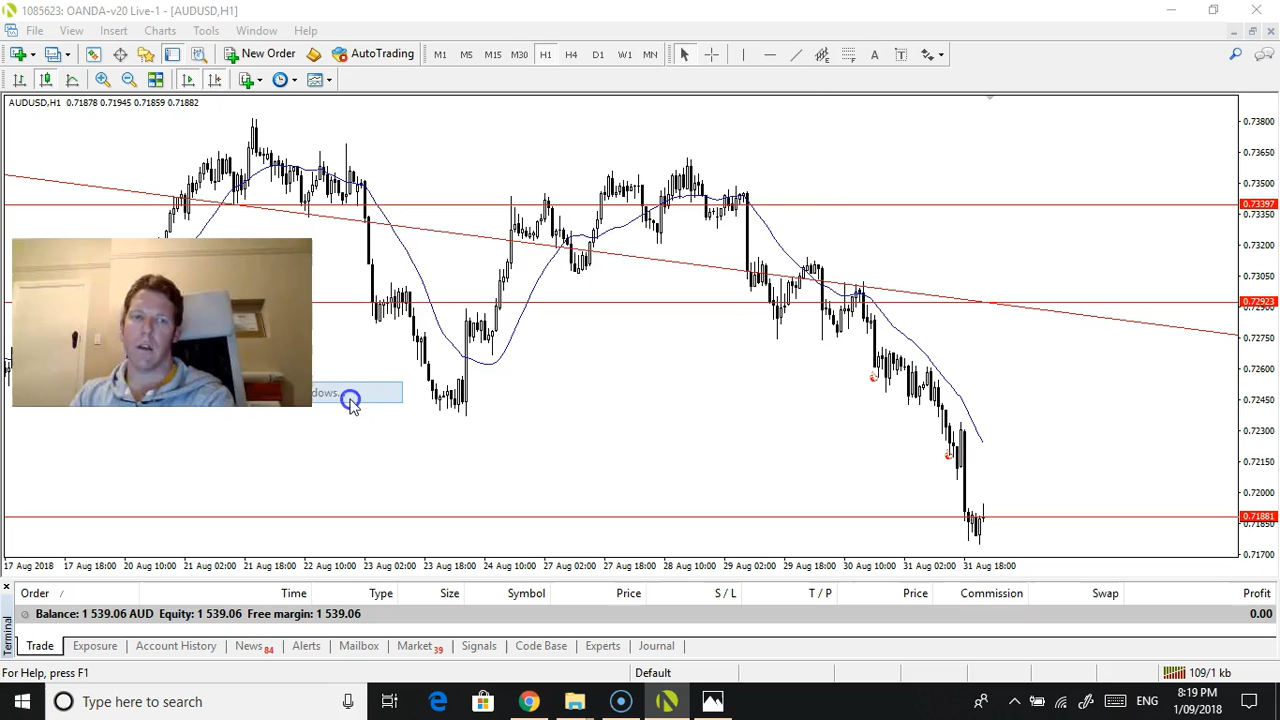 1085623: OANDA-v20 Live-1 - [AUDUSD,H1]
File View Insert Charts Tools Window Help
New Order AutoTrading M1 M5 M15 M30 H1 H4 D1 W1 MN A T
AUDUSD,H1 0.71878 0.71945 0.71859 0.71882
0.73800
0.73650
0.73500
0.73397
0.73350
0.73200
0.73050
0.72923
0.72900
0.72750
0.72600
dows...
0.72450
0.72300
0.72150
0.72000
0.71881
0.71850
0.71700
17 Aug 2018 17 Aug 18:00 20 Aug 10:00 21 Aug 02:00 21 Aug 18:00 22 Aug 10:00 23 Aug 02:00 23 Aug 18:00 24 Aug 10:00 27 Aug 02:00 27 Aug 18:00 28 Aug 10:00 29 Aug 02:00 29 Aug 18:00 30 Aug 10:00 31 Aug 02:00 31 Aug 18:00
Order / Time Type Size Symbol Price S / L T / P Price Commission Swap Profit
Balance: 1 539.06 AUD Equity: 1 539.06 Free margin: 1 539.06 0.00
Terminal
Trade Exposure Account History News 84 Alerts Mailbox Market 39 Signals Code Base Experts Journal
For Help, press F1 Default 109/1 kb
Type here to search ENG 8:19 PM
1/09/2018